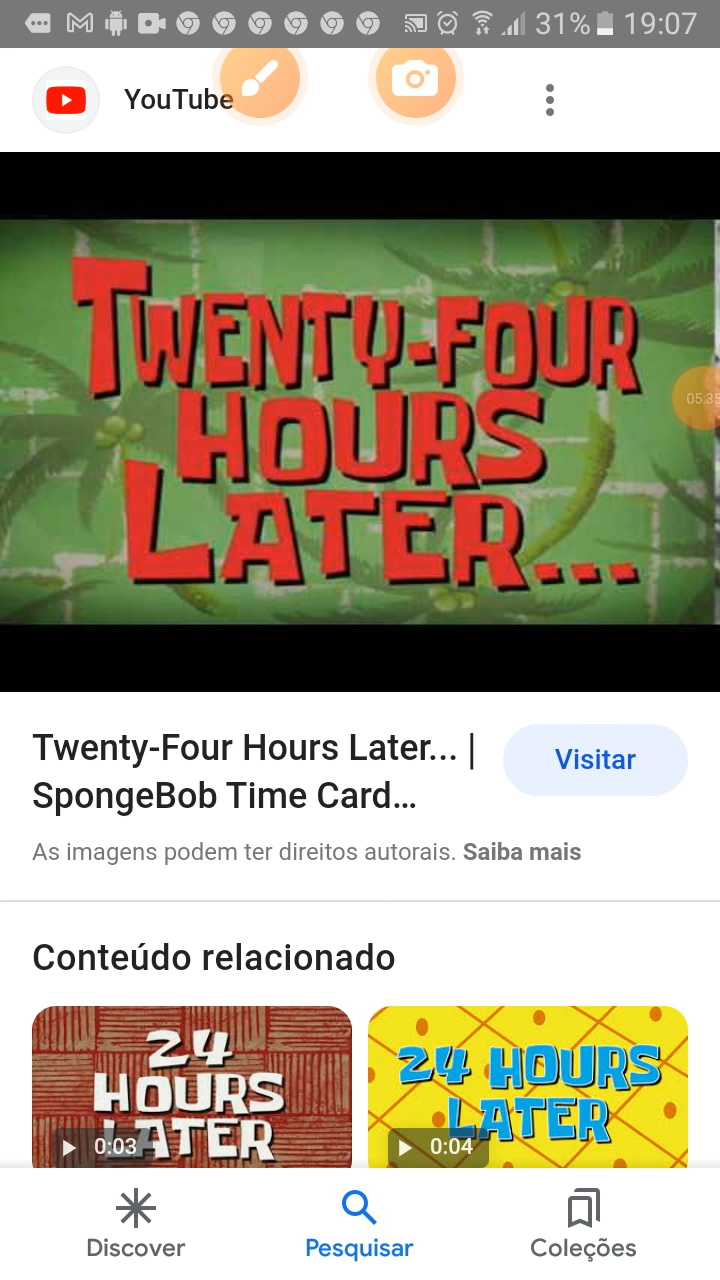 31% 19:07
YouTube
TWENTY-FOUR
HOURS
LATER...
05:35
Twenty-Four Hours Later... |
SpongeBob Time Card...
Visitar
As imagens podem ter direitos autorais. Saiba mais
Conteúdo relacionado
24
HOURS
LATER
0:03
24 HOURS
LATER
0:04
Discover
Pesquisar
Coleções